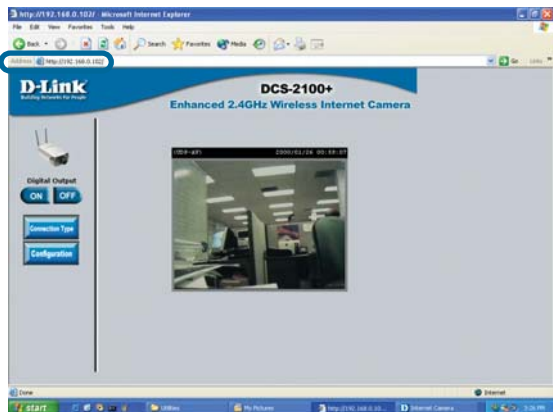 http://192.168.0.102/ - Microsoft Internet Explorer
File Edit View Favorites Tools Help
Back Search Favorites Media
Address http://192.168.0.102/ Go Links
D-Link
Building Networks for People
DCS-2100+
Enhanced 2.4GHz Wireless Internet Camera
Digital Output
ON OFF
Connection Type
Configuration
Done Internet
start Utilities My Pictures Internet Camera